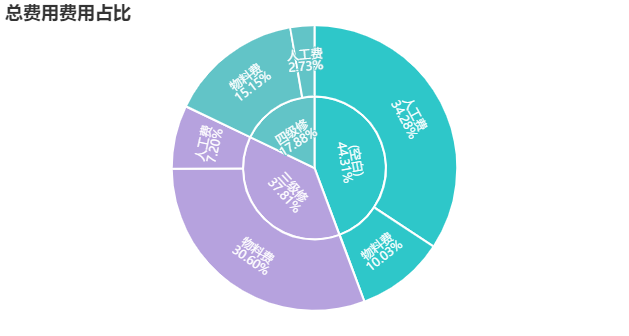 总费用费用占比
人工费
34.28%
物料费
10.03%
(空白)
44.31%
三级修
37.81%
物料费
30.60%
人工费
7.20%
四级修
17.88%
物料费
15.15%
人工费
2.73%